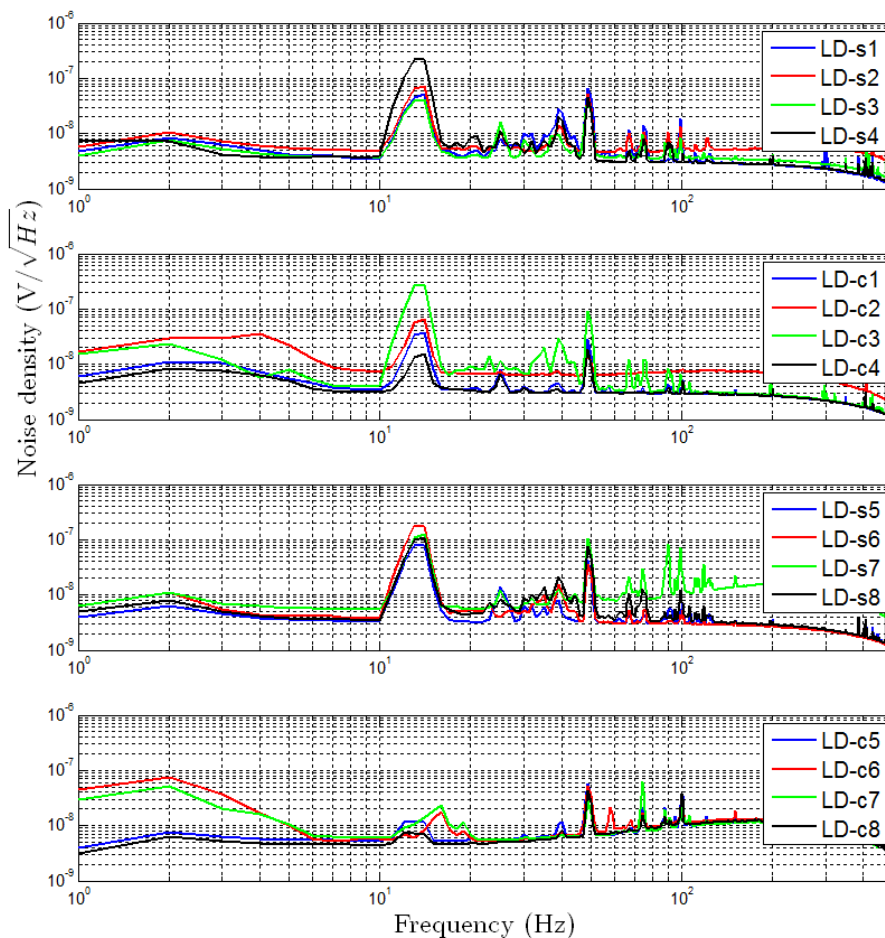 10^-6
10^-7
10^-8
10^-9
10^0
10^1
10^2
LD-s1
LD-s2
LD-s3
LD-s4
10^-6
10^-7
10^-8
10^-9
10^0
10^1
10^2
LD-c1
LD-c2
LD-c3
LD-c4
10^-6
10^-7
10^-8
10^-9
10^0
10^1
10^2
LD-s5
LD-s6
LD-s7
LD-s8
10^-6
10^-7
10^-8
10^-9
10^0
10^1
10^2
LD-c5
LD-c6
LD-c7
LD-c8
Noise density (V/√Hz)
Frequency (Hz)